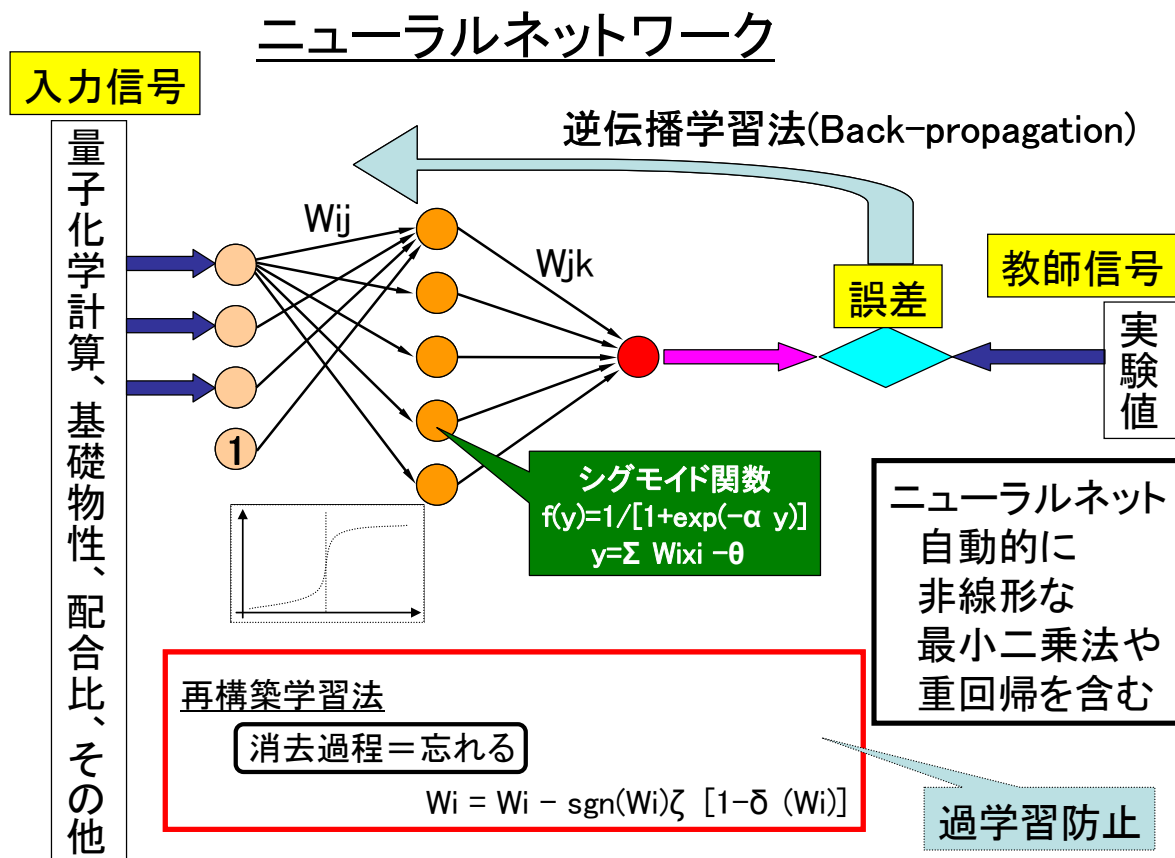 ニューラルネットワーク
入力信号
量子化学計算、基礎物性、配合比、その他
逆伝播学習法(Back-propagation)
Wij
Wjk
誤差
教師信号
実験値
1
シグモイド関数
f(y)=1/[1+exp(-α y)]
y=Σ Wixi -θ
ニューラルネット
自動的に
非線形な
最小二乗法や
重回帰を含む
再構築学習法
消去過程＝忘れる
Wi = Wi - sgn(Wi)ζ [1-δ (Wi)]
過学習防止